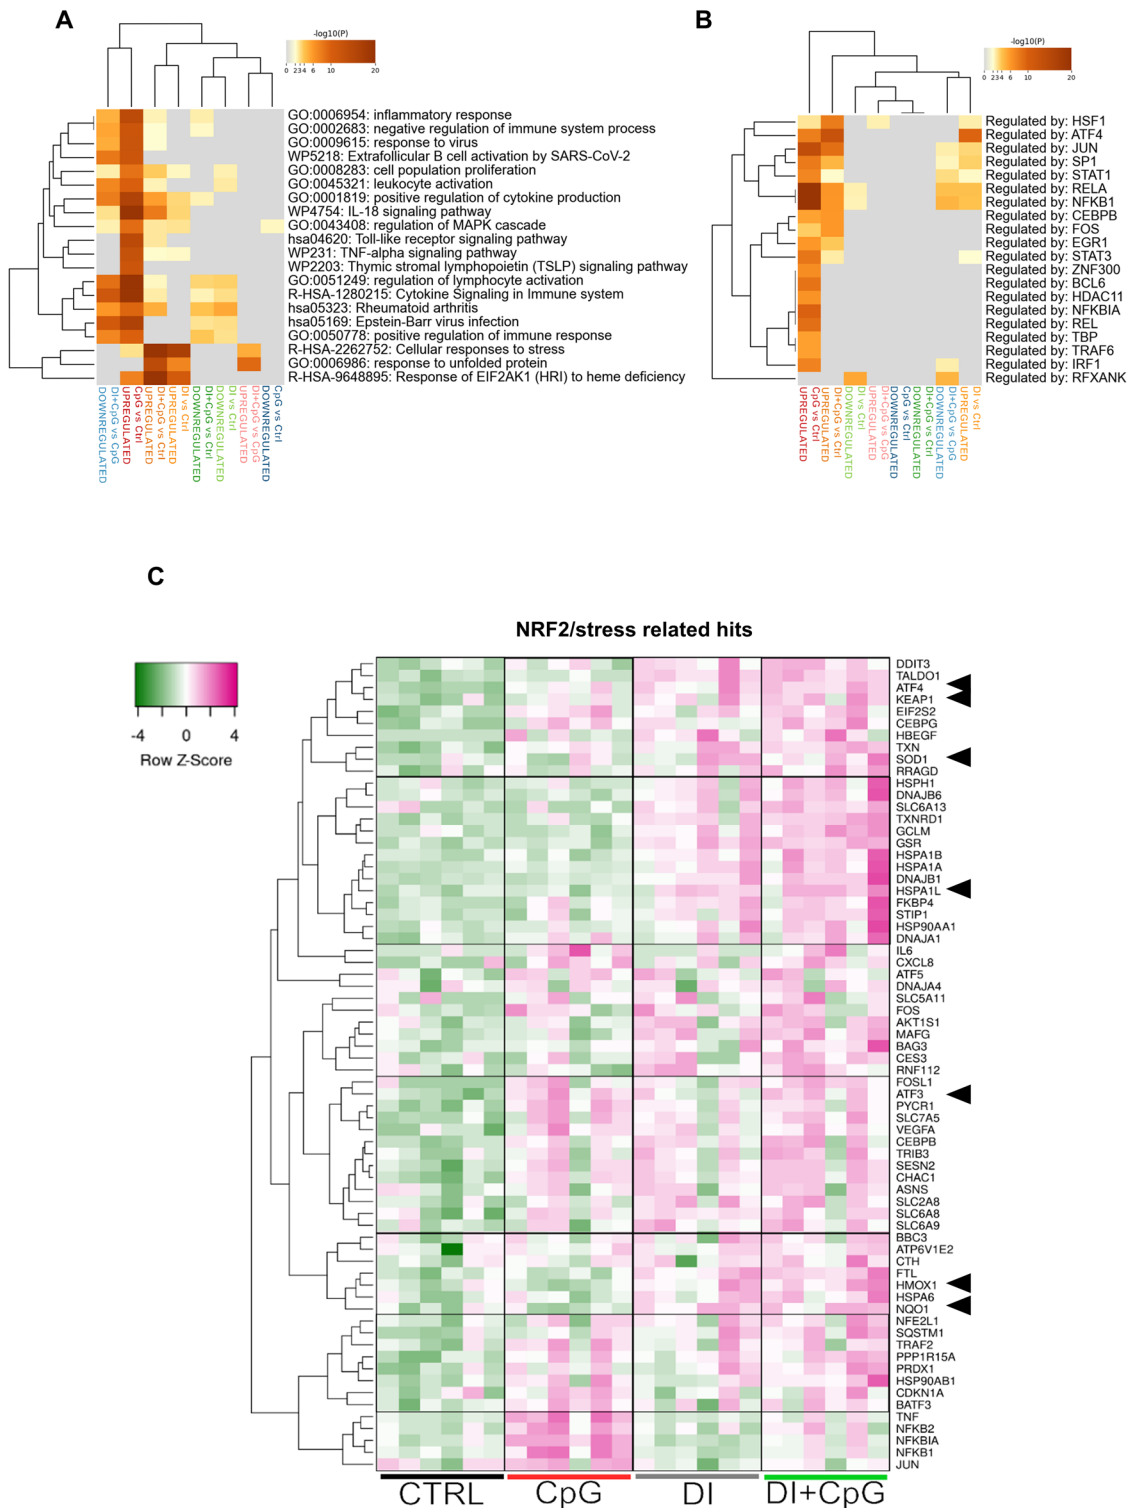 A
B
-log10(P)
0 2 3 4 6 10 20
-log10(P)
0 2 3 4 6 10 20
GO:0006954: inflammatory response
GO:0002683: negative regulation of immune system process
GO:0009615: response to virus
WP5218: Extrafollicular B cell activation by SARS-CoV-2
GO:0008283: cell population proliferation
GO:0045321: leukocyte activation
GO:0001819: positive regulation of cytokine production
WP4754: IL-18 signaling pathway
GO:0043408: regulation of MAPK cascade
hsa04620: Toll-like receptor signaling pathway
WP231: TNF-alpha signaling pathway
WP2203: Thymic stromal lymphopoietin (TSLP) signaling pathway
GO:0051249: regulation of lymphocyte activation
R-HSA-1280215: Cytokine Signaling in Immune system
hsa05323: Rheumatoid arthritis
hsa05169: Epstein-Barr virus infection
GO:0050778: positive regulation of immune response
R-HSA-2262752: Cellular responses to stress
GO:0006986: response to unfolded protein
R-HSA-9648895: Response of EIF2AK1 (HRI) to heme deficiency
DOWNREGULATED
DI+CpG vs CpG
UPREGULATED
CpG vs Ctrl
UPREGULATED
DI+CpG vs Ctrl
UPREGULATED
DI vs Ctrl
DOWNREGULATED
DI+CpG vs Ctrl
DOWNREGULATED
DI vs Ctrl
UPREGULATED
DI+CpG vs CpG
DOWNREGULATED
CpG vs Ctrl
Regulated by: HSF1
Regulated by: ATF4
Regulated by: JUN
Regulated by: SP1
Regulated by: STAT1
Regulated by: RELA
Regulated by: NFKB1
Regulated by: CEBPB
Regulated by: FOS
Regulated by: EGR1
Regulated by: STAT3
Regulated by: ZNF300
Regulated by: BCL6
Regulated by: HDAC11
Regulated by: NFKBIA
Regulated by: REL
Regulated by: TBP
Regulated by: TRAF6
Regulated by: IRF1
Regulated by: RFXANK
UPREGULATED
CpG vs Ctrl
UPREGULATED
DI+CpG vs Ctrl
DOWNREGULATED
DI vs Ctrl
UPREGULATED
DI+CpG vs CpG
DOWNREGULATED
CpG vs Ctrl
DOWNREGULATED
DI+CpG vs Ctrl
DOWNREGULATED
DI+CpG vs CpG
UPREGULATED
DI vs Ctrl
C
NRF2/stress related hits
-4 0 4
Row Z-Score
DDIT3
TALDO1
ATF4
KEAP1
EIF2S2
CEBPG
HBEGF
TXN
SOD1
RRAGD
HSPH1
DNAJB6
SLC6A13
TXNRD1
GCLM
GSR
HSPA1B
HSPA1A
DNAJB1
HSPA1L
FKBP4
STIP1
HSP90AA1
DNAJA1
IL6
CXCL8
ATF5
DNAJA4
SLC5A11
FOS
AKT1S1
MAFG
BAG3
CES3
RNF112
FOSL1
ATF3
PYCR1
SLC7A5
VEGFA
CEBPB
TRIB3
SESN2
CHAC1
ASNS
SLC2A8
SLC6A8
SLC6A9
BBC3
ATP6V1E2
CTH
FTL
HMOX1
HSPA6
NQO1
NFE2L1
SQSTM1
TRAF2
PPP1R15A
PRDX1
HSP90AB1
CDKN1A
BATF3
TNF
NFKB2
NFKBIA
NFKB1
JUN
CTRL CpG DI DI+CpG